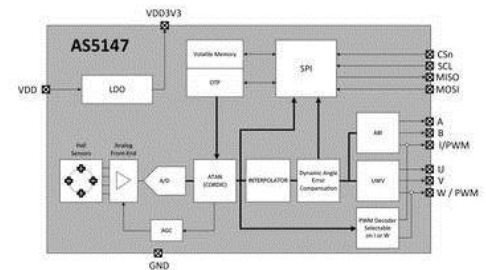 VDD3V3
AS5147
Volatile Memory
OTP
SPI
CSn
SCL
MISO
MOSI
VDD
LDO
Hall
Sensors
Analog
Front-End
A/D
ATAN
(CORDIC)
INTERPOLATOR
Dynamic Angle
Error
Compensation
ABI
A
B
I/PWM
UVW
U
V
W / PWM
AGC
PWM Decoder
Selectable
on I or W
GND